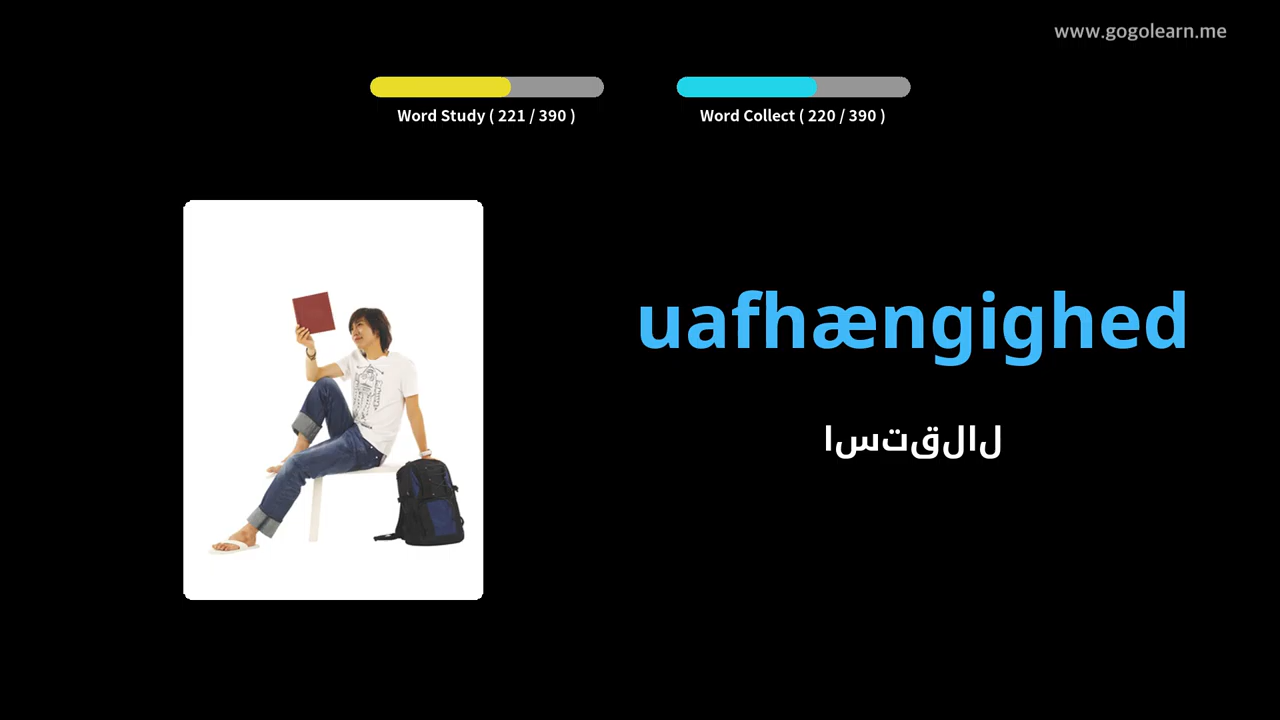 www.gogolearn.me
Word Study ( 221 / 390 )
Word Collect ( 220 / 390 )
uafhængighed
استقلال